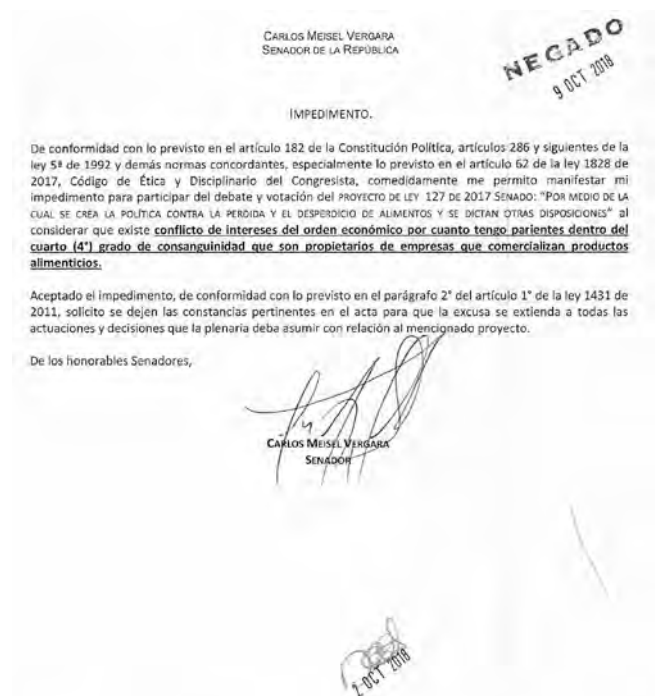 CARLOS MEISEL VERGARA
SENADOR DE LA REPÚBLICA
NEGADO
9 OCT 2018
IMPEDIMENTO.
De conformidad con lo previsto en el artículo 182 de la Constitución Política, artículos 286 y siguientes de la
ley 5ª de 1992 y demás normas concordantes, especialmente lo previsto en el artículo 62 de la ley 1828 de
2017, Código de Ética y Disciplinario del Congresista, comedidamente me permito manifestar mi
impedimento para participar del debate y votación del PROYECTO DE LEY 127 DE 2017 SENADO: "POR MEDIO DE LA
CUAL SE CREA LA POLÍTICA CONTRA LA PERDIDA Y EL DESPERDICIO DE ALIMENTOS Y SE DICTAN OTRAS DISPOSICIONES" al
considerar que existe conflicto de intereses del orden económico por cuanto tengo parientes dentro del
cuarto (4°) grado de consanguinidad que son propietarios de empresas que comercializan productos
alimenticios.
Aceptado el impedimento, de conformidad con lo previsto en el parágrafo 2° del artículo 1° de la ley 1431 de
2011, solicito se dejen las constancias pertinentes en el acta para que la excusa se extienda a todas las
actuaciones y decisiones que la plenaria deba asumir con relación al mencionado proyecto.
De los honorables Senadores,
CARLOS MEISEL VERGARA
SENADOR
2 OCT 2018